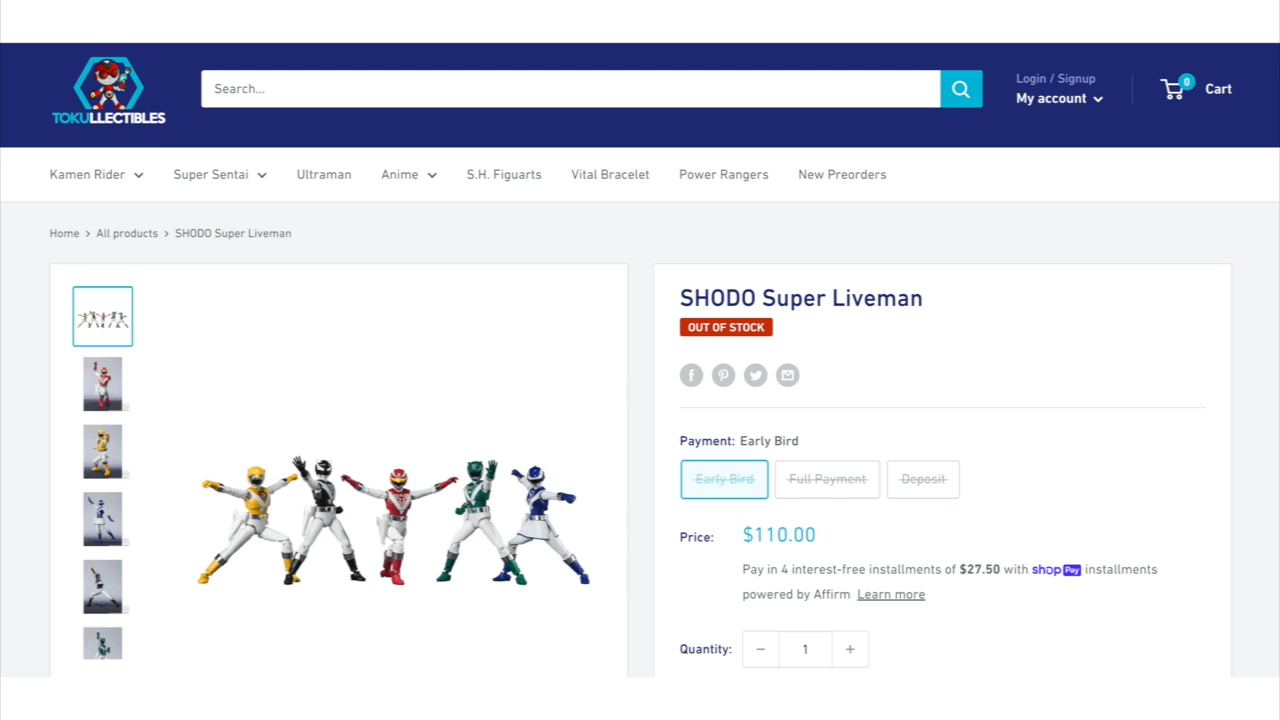 TOKULLECTIBLES
Search...
Login / Signup
My account
0
Cart
Kamen Rider
Super Sentai
Ultraman
Anime
S.H. Figuarts
Vital Bracelet
Power Rangers
New Preorders
Home > All products > SHODO Super Liveman
SHODO Super Liveman
OUT OF STOCK
Payment: Early Bird
Early Bird
Full Payment
Deposit
Price: $110.00
Pay in 4 interest-free installments of $27.50 with shop Pay installments
powered by Affirm Learn more
Quantity: − 1 +